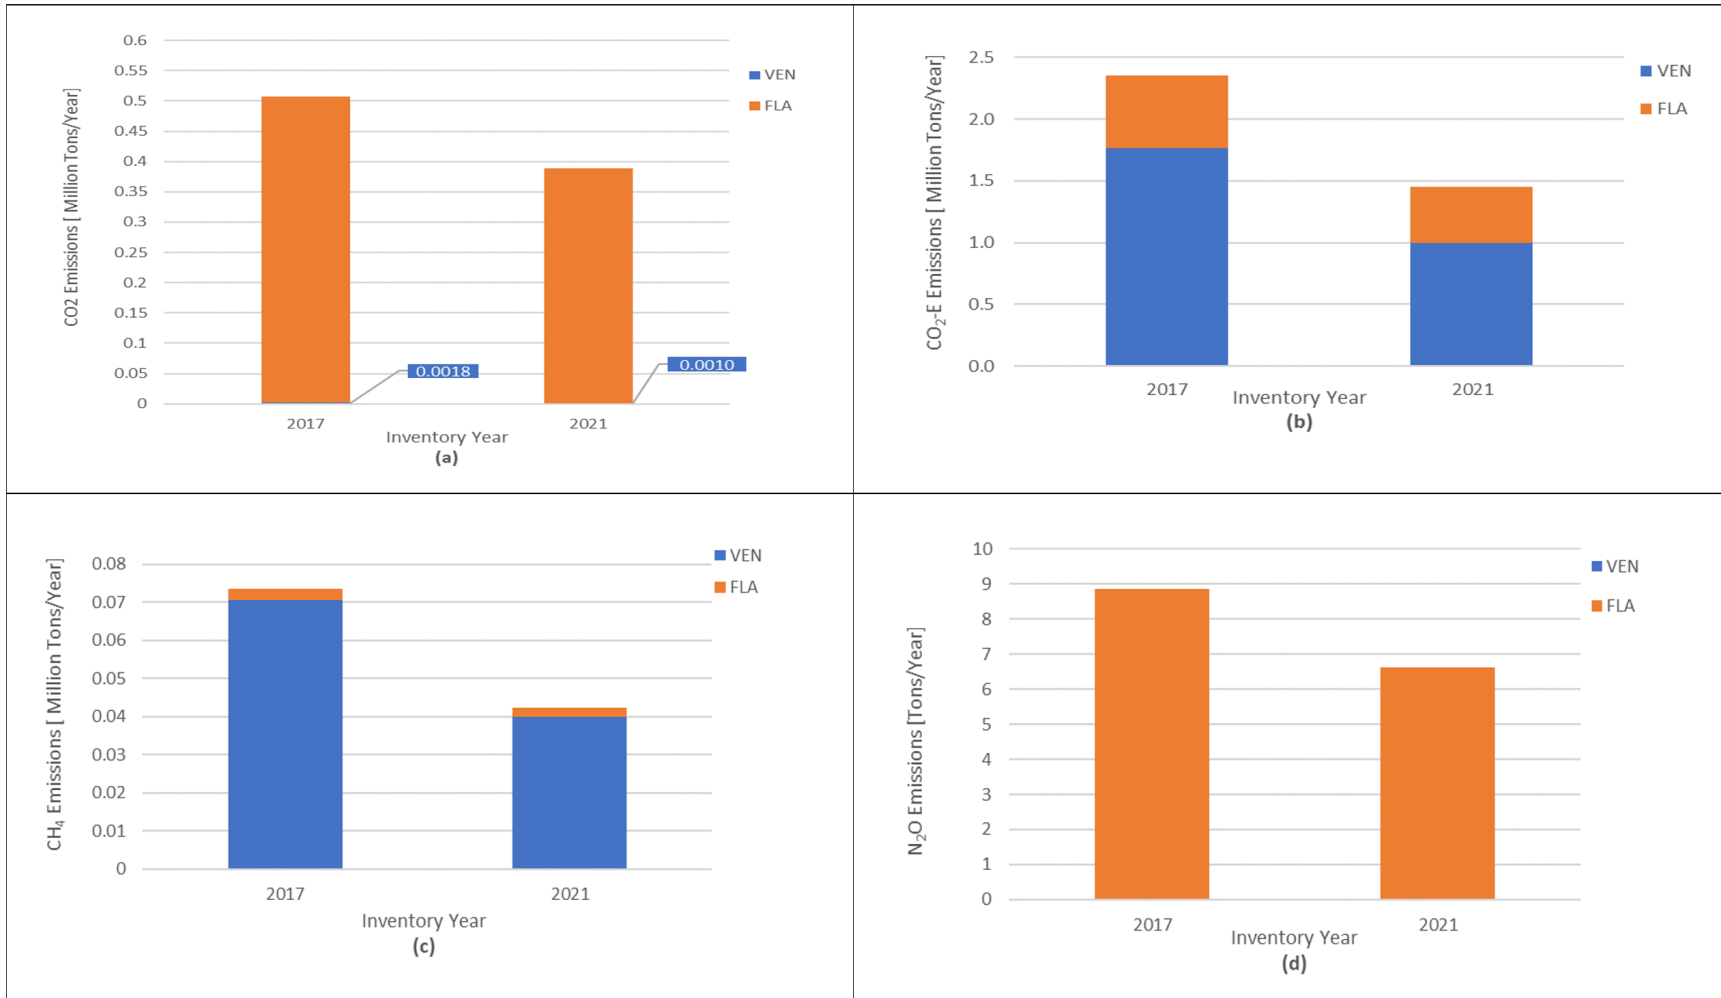 CO2 Emissions [ Million Tons/Year]
0.6
0.55
0.5
0.45
0.4
0.35
0.3
0.25
0.2
0.15
0.1
0.05
0
VEN
FLA
0.0018
0.0010
2017
2021
Inventory Year
(a)
CO₂-E Emissions [ Million Tons/Year]
2.5
2.0
1.5
1.0
0.5
0.0
VEN
FLA
2017
2021
Inventory Year
(b)
CH₄ Emissions [ Million Tons/Year]
0.08
0.07
0.06
0.05
0.04
0.03
0.02
0.01
0
VEN
FLA
2017
2021
Inventory Year
(c)
N₂O Emissions [Tons/Year]
10
9
8
7
6
5
4
3
2
1
0
VEN
FLA
2017
2021
Inventory Year
(d)